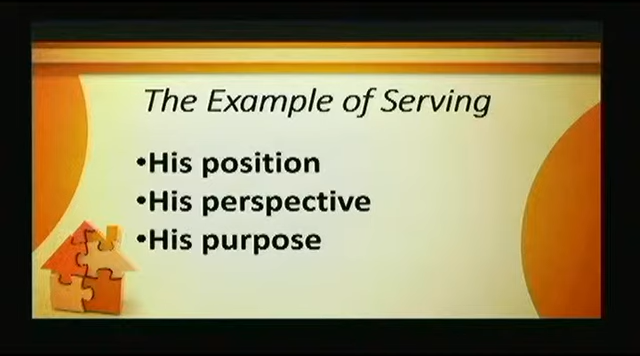 The Example of Serving
•His position
•His perspective
•His purpose